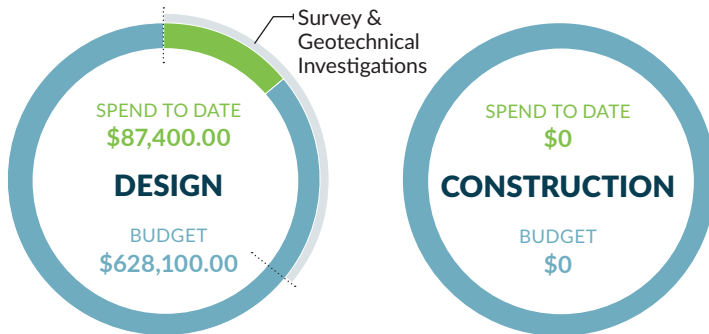 Survey &
Geotechnical
Investigations
SPEND TO DATE
$87,400.00
DESIGN
BUDGET
$628,100.00
SPEND TO DATE
$0
CONSTRUCTION
BUDGET
$0